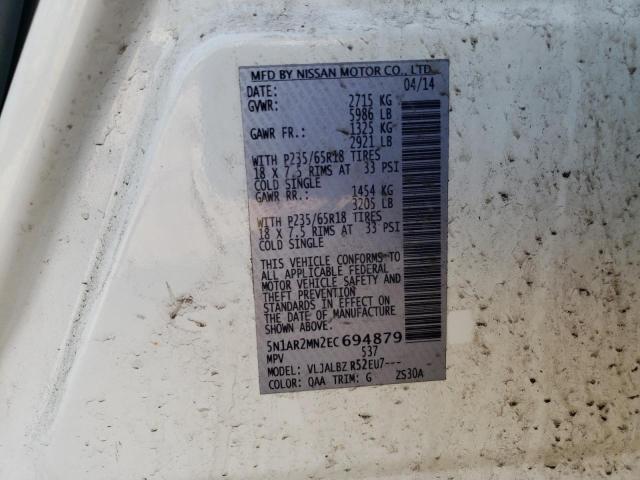 MFD BY NISSAN MOTOR CO., LTD.
DATE: 04/14
GVWR: 2715 KG
5986 LB
GAWR FR.: 1325 KG
2921 LB
WITH P235/65R18 TIRES
18 X 7.5 RIMS AT 33 PSI
COLD SINGLE
GAWR RR.: 1454 KG
3205 LB
WITH P235/65R18 TIRES
18 X 7.5 RIMS AT 33 PSI
COLD SINGLE
THIS VEHICLE CONFORMS TO
ALL APPLICABLE FEDERAL
MOTOR VEHICLE SAFETY AND
THEFT PREVENTION
STANDARDS IN EFFECT ON
THE DATE OF MANUFACTURE
SHOWN ABOVE.
5N1AR2MN2EC694879
MPV 537
MODEL: VLJALBZ R52EU7---
COLOR: QAA TRIM: G ZS30A